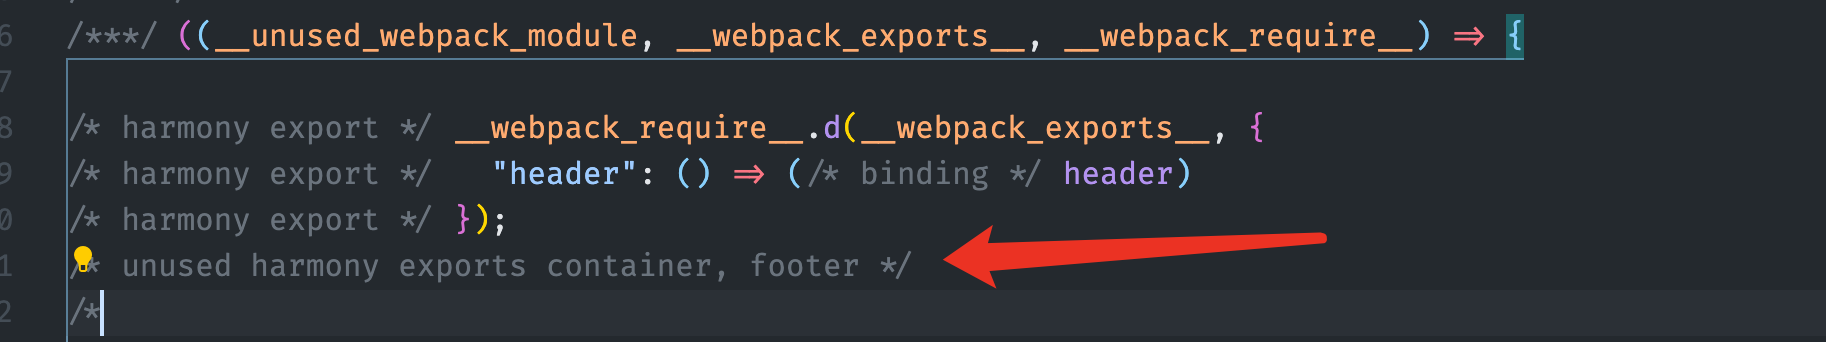 6 /***/ ((__unused_webpack_module, __webpack_exports__, __webpack_require__) => {
7
8 /* harmony export */ __webpack_require__.d(__webpack_exports__, {
9 /* harmony export */   "header": () => (/* binding */ header)
0 /* harmony export */ });
1 /* unused harmony exports container, footer */
2 /*